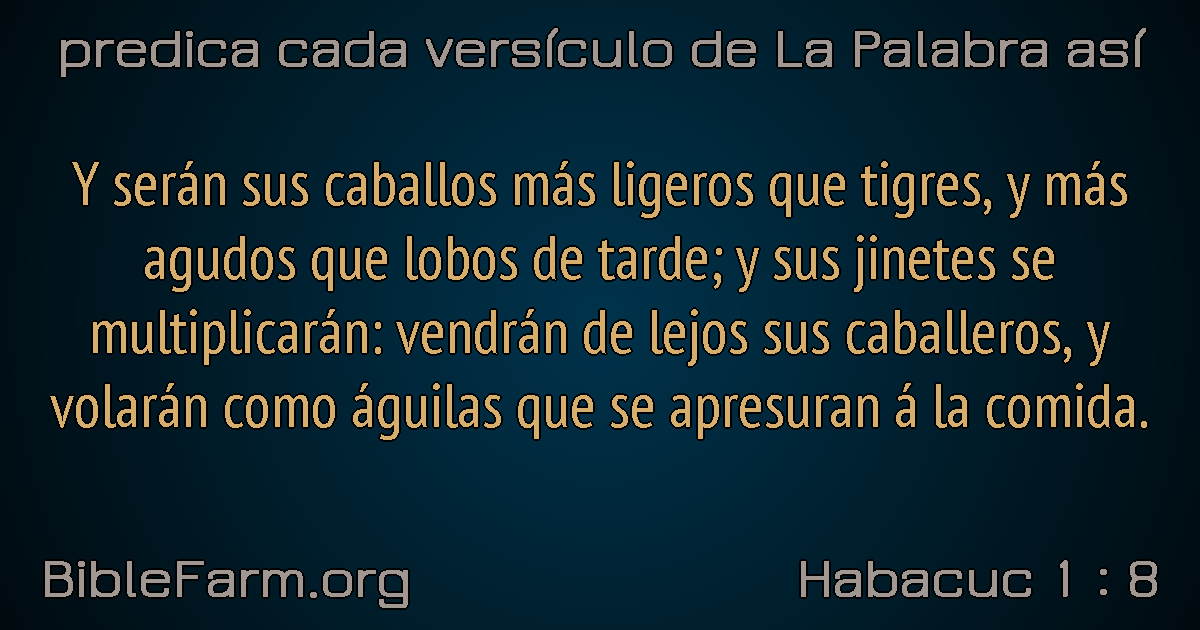 predica cada versículo de La Palabra así
Y serán sus caballos más ligeros que tigres, y más
agudos que lobos de tarde; y sus jinetes se
multiplicarán: vendrán de lejos sus caballeros, y
volarán como águilas que se apresuran á la comida.
BibleFarm.org
Habacuc 1 : 8